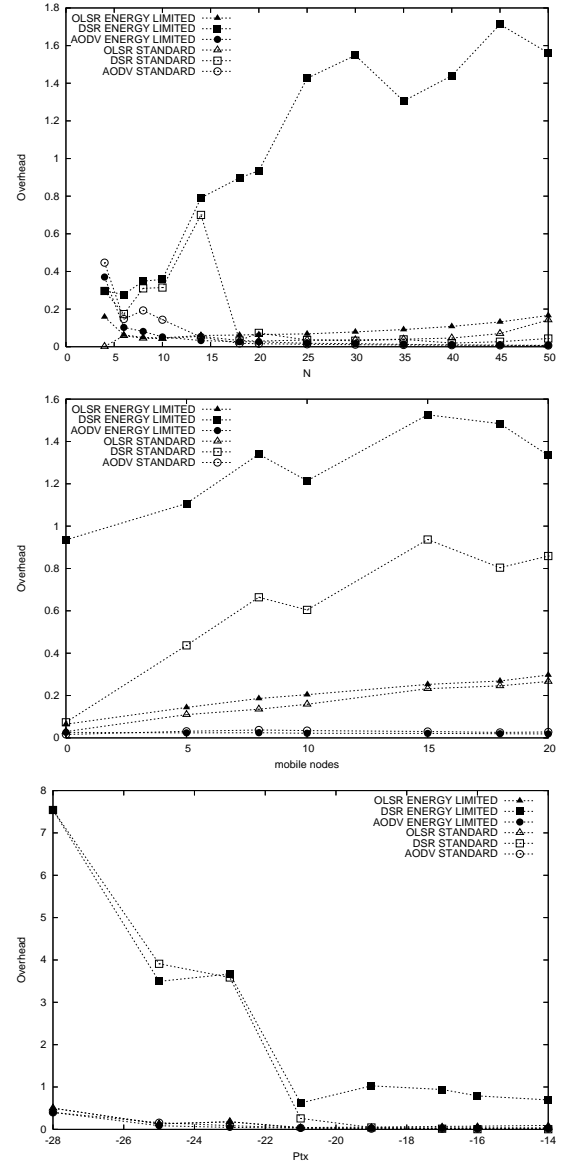 OLSR ENERGY LIMITED
DSR ENERGY LIMITED
AODV ENERGY LIMITED
OLSR STANDARD
DSR STANDARD
AODV STANDARD
1.8
1.6
1.4
1.2
1
0.8
0.6
0.4
0.2
0
Overhead
0 5 10 15 20 25 30 35 40 45 50
N
OLSR ENERGY LIMITED
DSR ENERGY LIMITED
AODV ENERGY LIMITED
OLSR STANDARD
DSR STANDARD
AODV STANDARD
1.6
1.4
1.2
1
0.8
0.6
0.4
0.2
0
Overhead
0 5 10 15 20
mobile nodes
OLSR ENERGY LIMITED
DSR ENERGY LIMITED
AODV ENERGY LIMITED
OLSR STANDARD
DSR STANDARD
AODV STANDARD
8
7
6
5
4
3
2
1
0
Overhead
-28 -26 -24 -22 -20 -18 -16 -14
Ptx